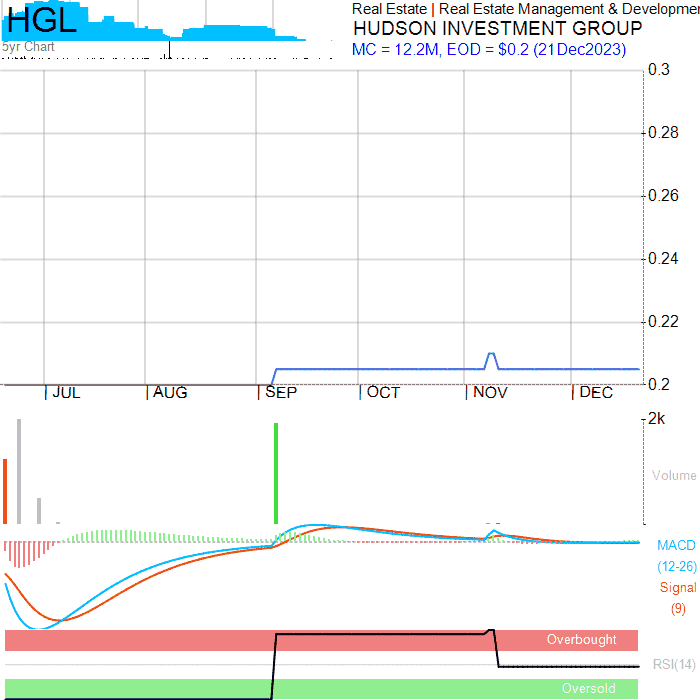 HGL
Real Estate | Real Estate Management & Developmen
HUDSON INVESTMENT GROUP
5yr Chart
MC = 12.2M, EOD = $0.2 (21Dec2023)
0.3
0.28
0.26
0.24
0.22
0.2
JUL
AUG
SEP
OCT
NOV
DEC
2k
Volume
MACD
(12-26)
Signal
(9)
Overbought
RSI(14)
Oversold